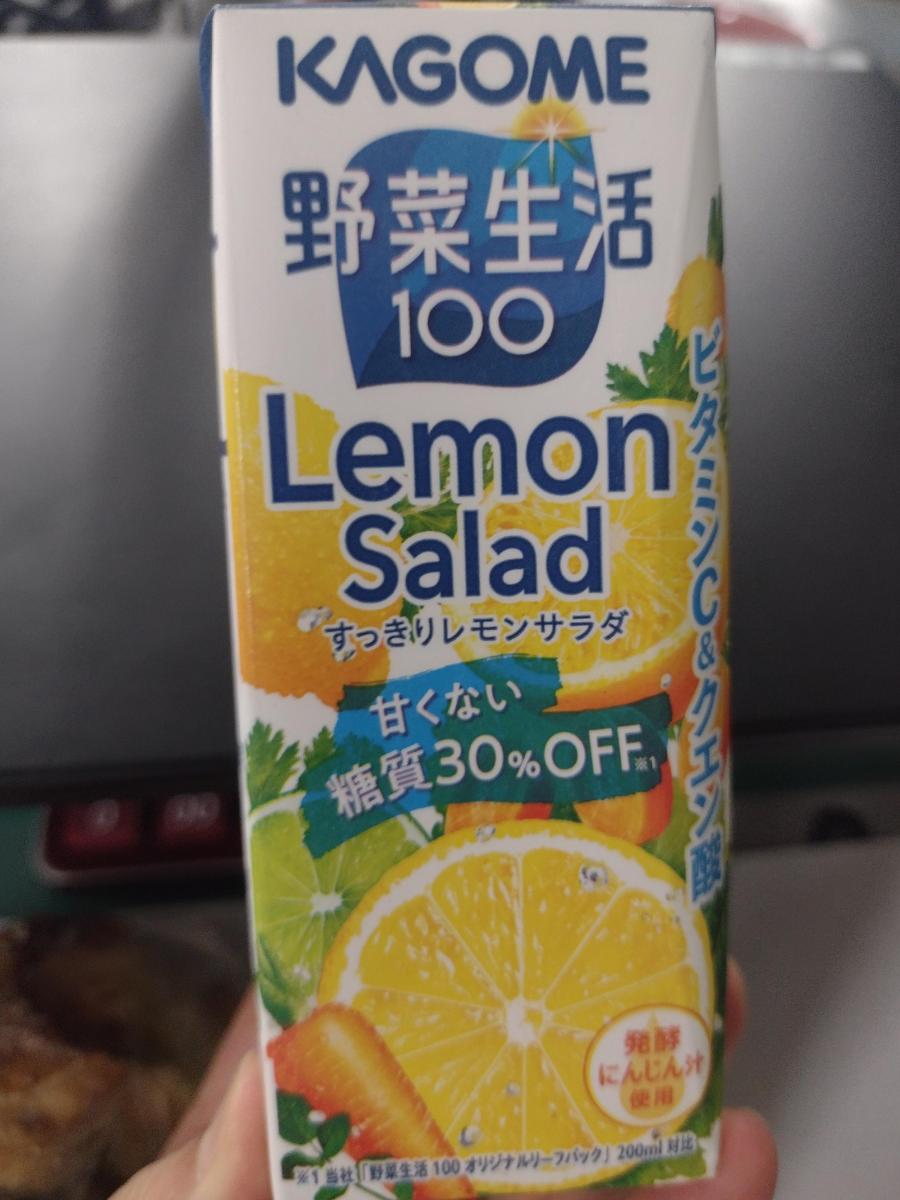 KAGOME
野菜生活
100
Lemon
Salad
すっきりレモンサラダ
甘くない
糖質30%OFF※1
ビタミンC&クエン酸
発酵
にんじん汁
使用
※1 当社「野菜生活100 オリジナルリーフパック」200ml 対比